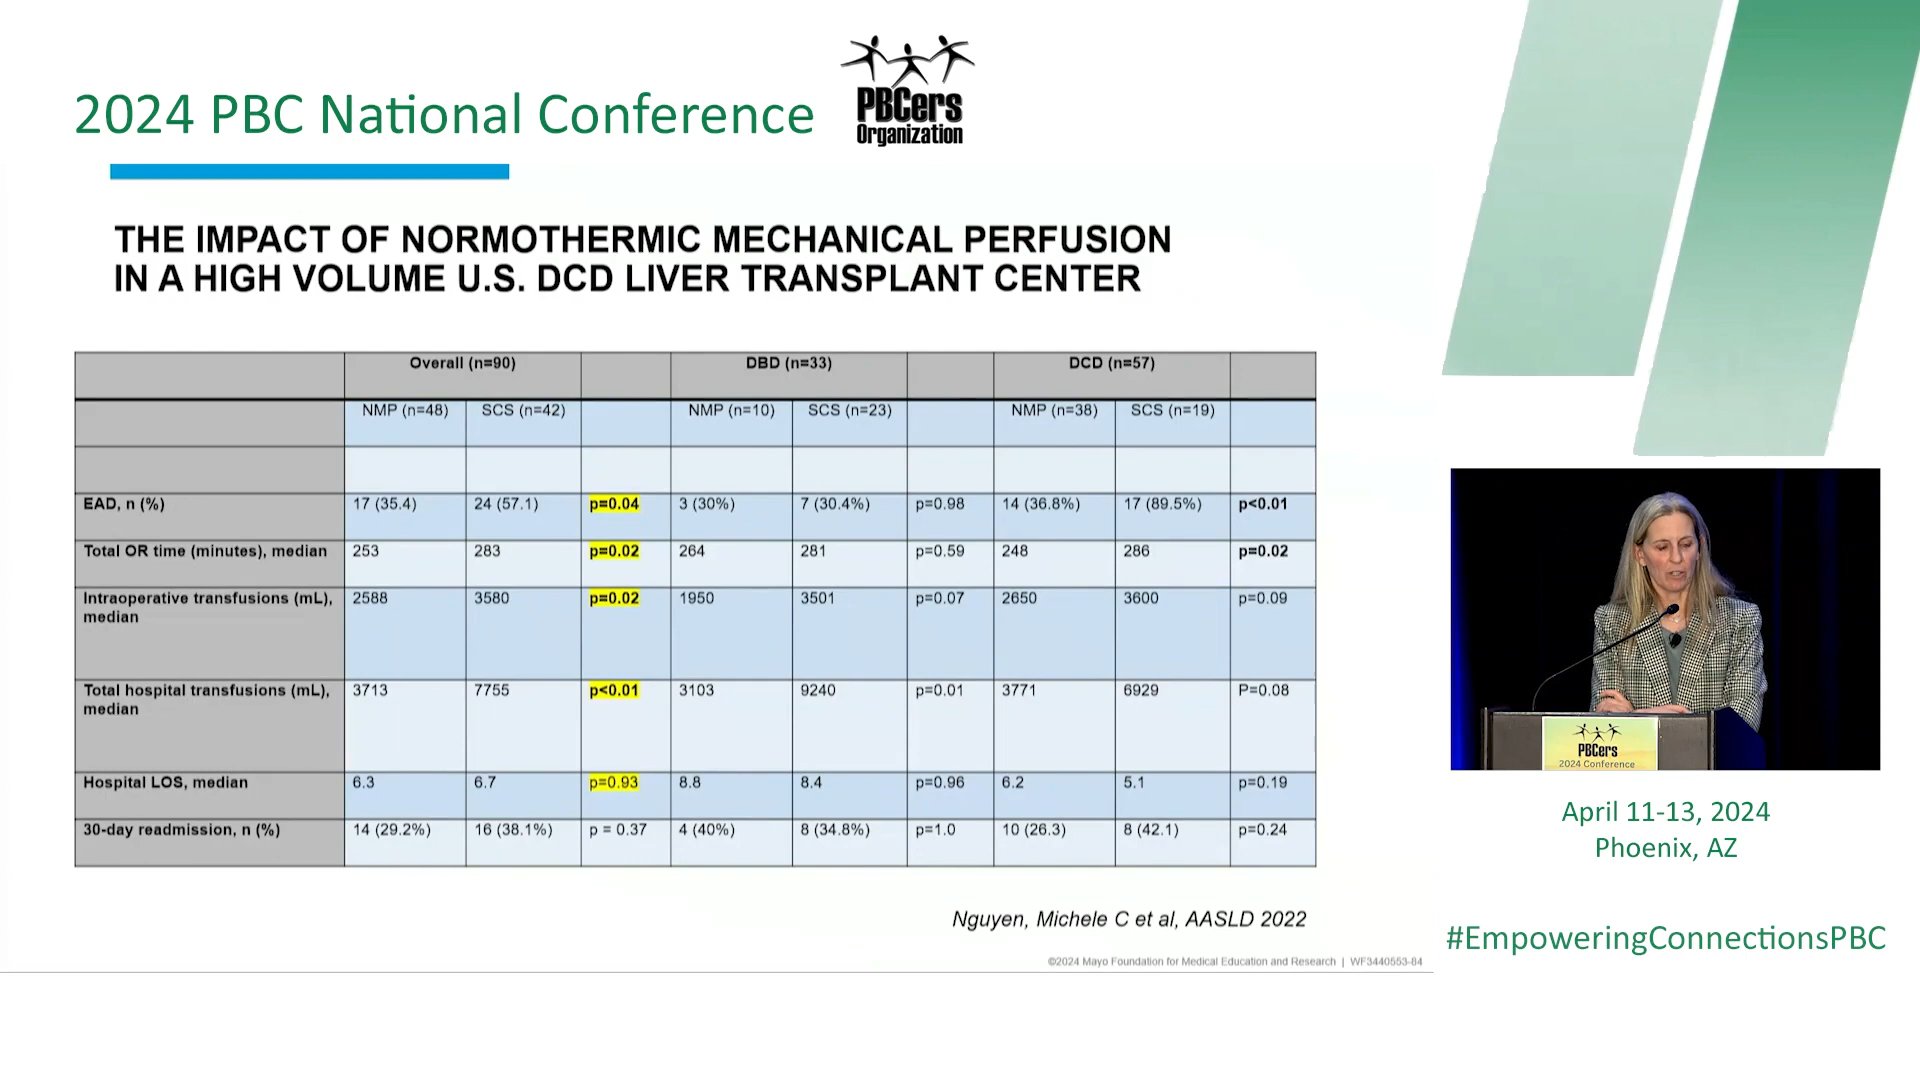 2024 PBC National Conference
PBCers
Organization
THE IMPACT OF NORMOTHERMIC MECHANICAL PERFUSION
IN A HIGH VOLUME U.S. DCD LIVER TRANSPLANT CENTER
Overall (n=90) DBD (n=33) DCD (n=57)
NMP (n=48) SCS (n=42) NMP (n=10) SCS (n=23) NMP (n=38) SCS (n=19)
EAD, n (%) 17 (35.4) 24 (57.1) p=0.04 3 (30%) 7 (30.4%) p=0.98 14 (36.8%) 17 (89.5%) p<0.01
Total OR time (minutes), median 253 283 p=0.02 264 281 p=0.59 248 286 p=0.02
Intraoperative transfusions (mL), 2588 3580 p=0.02 1950 3501 p=0.07 2650 3600 p=0.09
median
Total hospital transfusions (mL), 3713 7755 p<0.01 3103 9240 p=0.01 3771 6929 P=0.08
median
Hospital LOS, median 6.3 6.7 p=0.93 8.8 8.4 p=0.96 6.2 5.1 p=0.19
30-day readmission, n (%) 14 (29.2%) 16 (38.1%) p = 0.37 4 (40%) 8 (34.8%) p=1.0 10 (26.3) 8 (42.1) p=0.24
Nguyen, Michele C et al, AASLD 2022
©2024 Mayo Foundation for Medical Education and Research | WF3440553-84
PBCers
2024 Conference
April 11-13, 2024
Phoenix, AZ
#EmpoweringConnectionsPBC